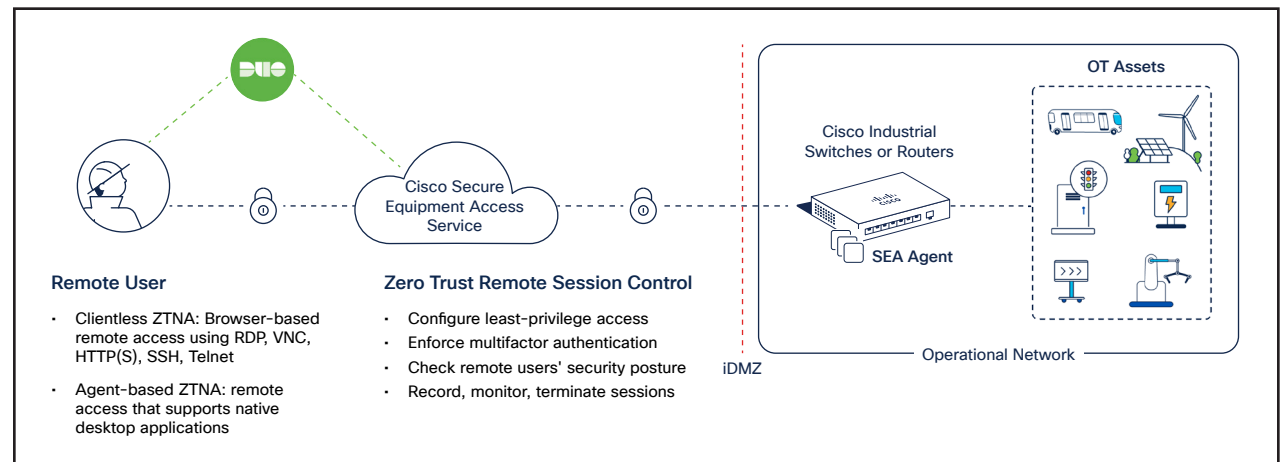 DUO
Cisco Secure
Equipment Access
Service
Cisco Industrial
Switches or Routers
CISCO
SEA Agent
OT Assets
>>>
Operational Network
iDMZ
Remote User
· Clientless ZTNA: Browser-based
remote access using RDP, VNC,
HTTP(S), SSH, Telnet
· Agent-based ZTNA: remote
access that supports native
desktop applications
Zero Trust Remote Session Control
· Configure least-privilege access
· Enforce multifactor authentication
· Check remote users' security posture
· Record, monitor, terminate sessions